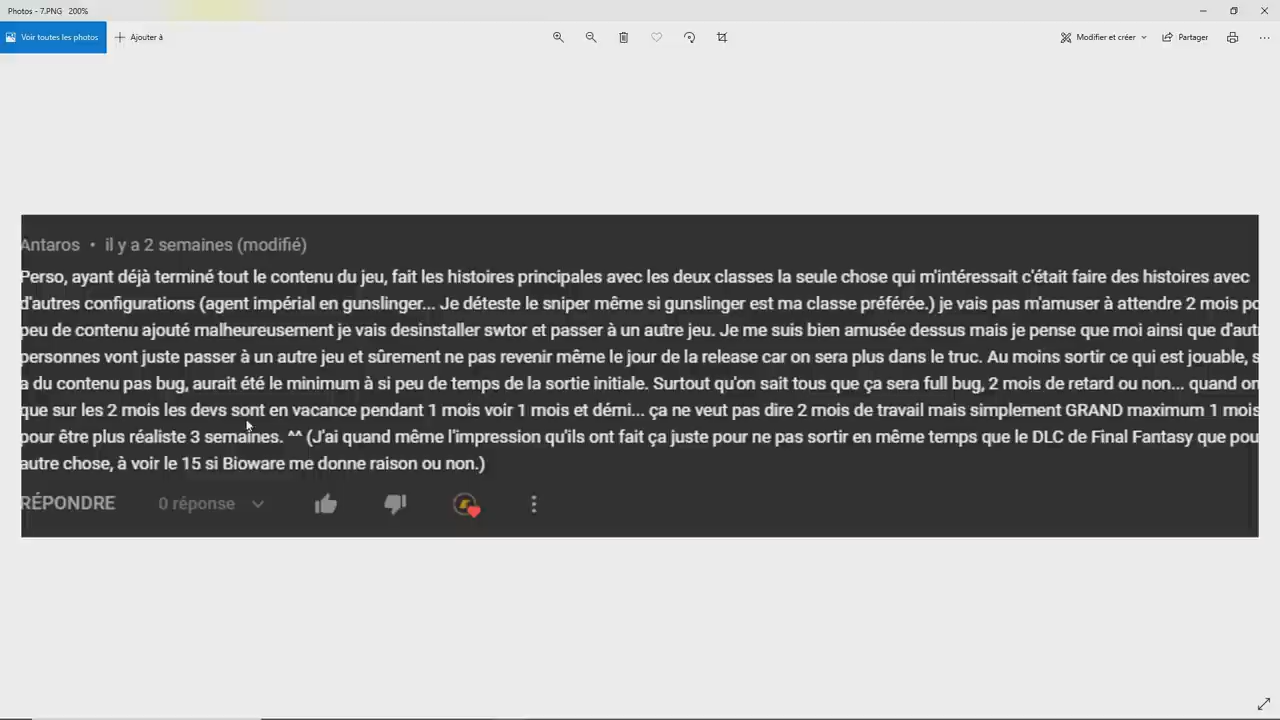 Photos - 7.PNG 200%
Voir toutes les photos
Ajouter à
Modifier et créer
Partager
Antaros • il y a 2 semaines (modifié)
Perso, ayant déjà terminé tout le contenu du jeu, fait les histoires principales avec les deux classes la seule chose qui m'intéressait c'était faire des histoires avec
d'autres configurations (agent impérial en gunslinger... Je déteste le sniper même si gunslinger est ma classe préférée.) je vais pas m'amuser à attendre 2 mois
peu de contenu ajouté malheureusement je vais desinstaller swtor et passer à un autre jeu. Je me suis bien amusée dessus mais je pense que moi ainsi que
personnes vont juste passer à un autre jeu et sûrement ne pas revenir même le jour de la release car on sera plus dans le truc. Au moins sortir ce qui est jouable,
a du contenu pas bug, aurait été le minimum à si peu de temps de la sortie initiale. Surtout qu'on sait tous que ça sera full bug, 2 mois de retard ou non... quand on
que sur les 2 mois les devs sont en vacance pendant 1 mois voir 1 mois et démi... ça ne veut pas dire 2 mois de travail mais simplement GRAND maximum 1 mois
pour être plus réaliste 3 semaines. ^^ (J'ai quand même l'impression qu'ils ont fait ça juste pour ne pas sortir en même temps que le DLC de Final Fantasy que
autre chose, à voir le 15 si Bioware me donne raison ou non.)
RÉPONDRE
0 réponse